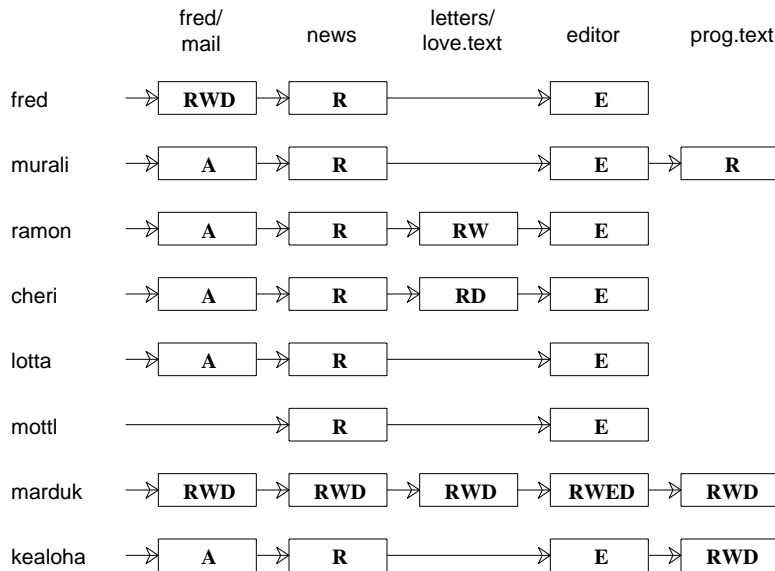 fred/ mail news letters/ love.text editor prog.text
fred RWD R E
murali A R E R
ramon A R RW E
cheri A R RD E
lotta A R E
mottl R E
marduk RWD RWD RWD RWED RWD
kealoha A R E RWD